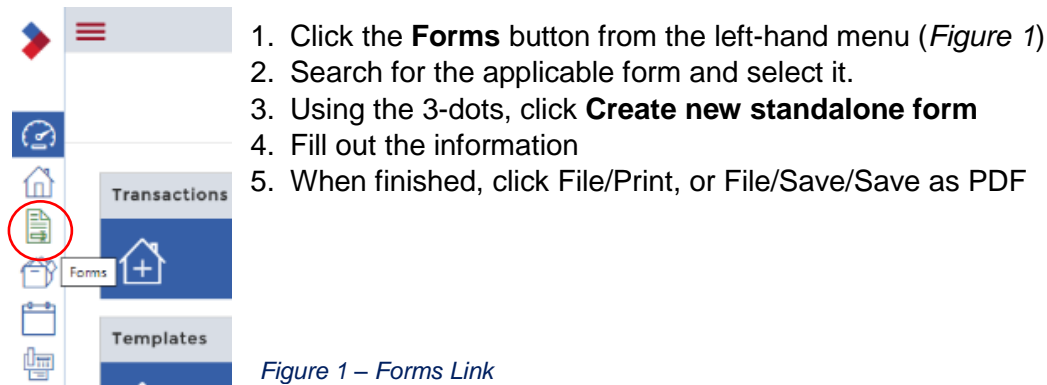 1. Click the Forms button from the left-hand menu (Figure 1)
2. Search for the applicable form and select it.
3. Using the 3-dots, click Create new standalone form
4. Fill out the information
5. When finished, click File/Print, or File/Save/Save as PDF
Transactions
Forms
Templates
Figure 1 – Forms Link